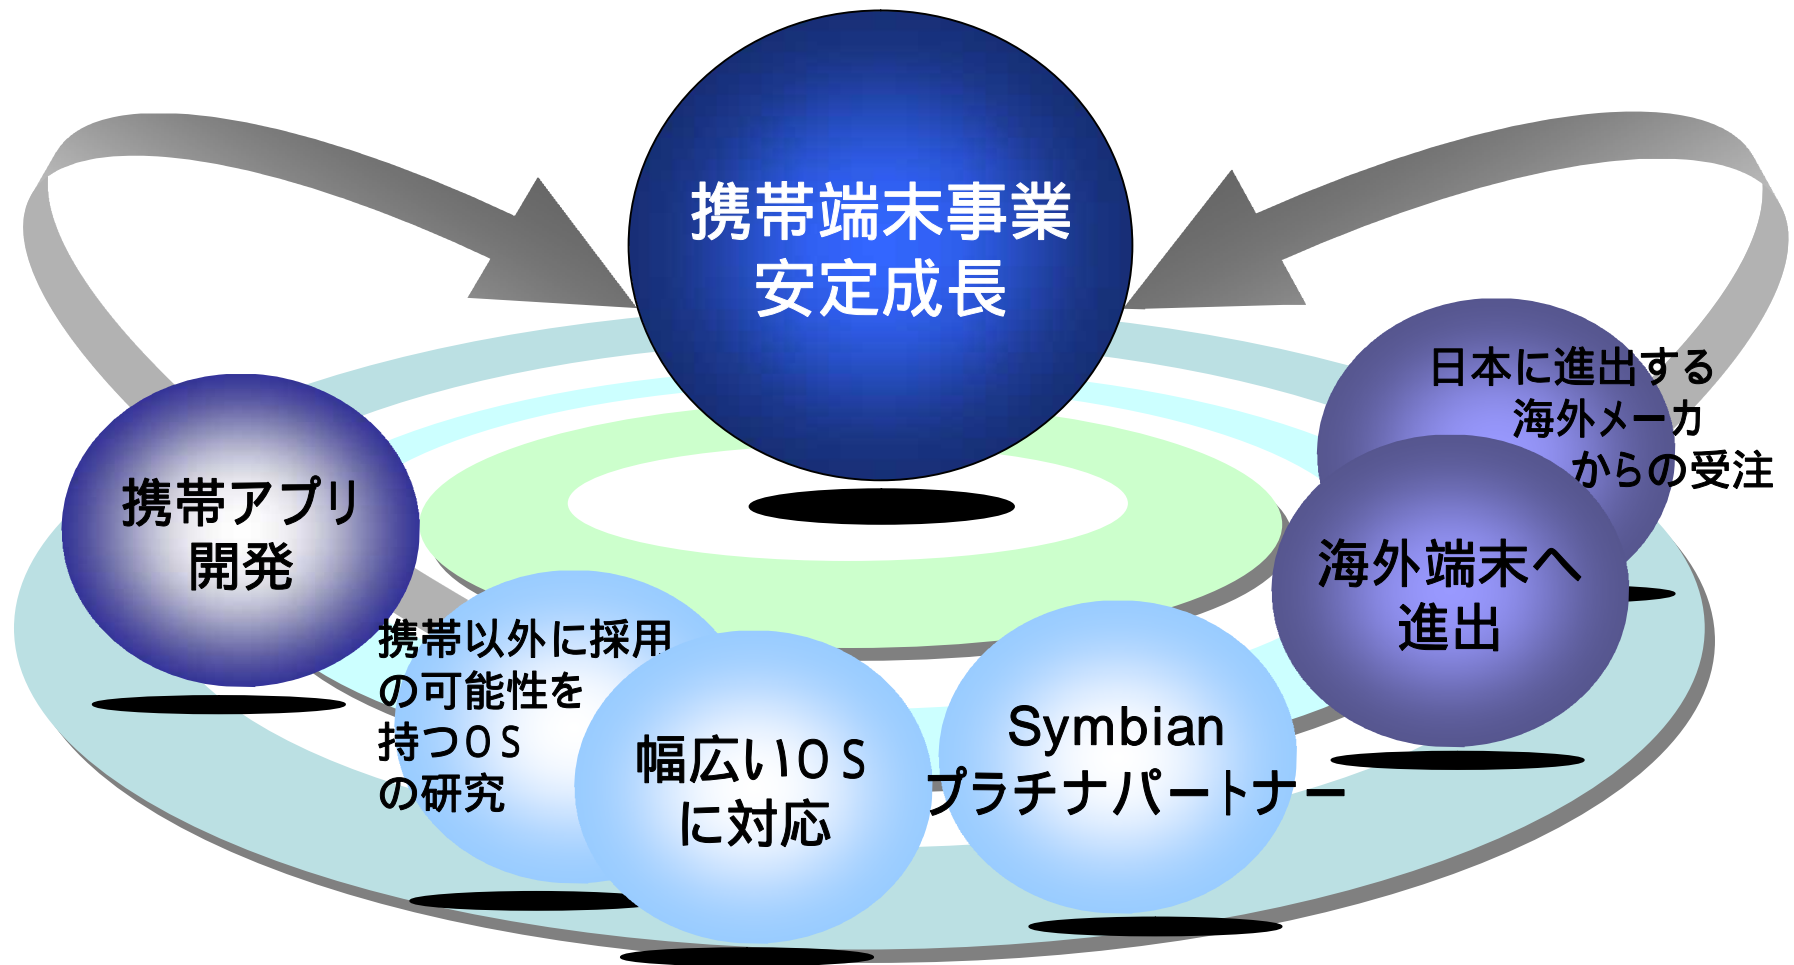 携帯端末事業
安定成長
日本に進出する
海外メーカ
からの受注
携帯アプリ
開発
海外端末へ
進出
携帯以外に採用
の可能性を
持つＯＳ
の研究
幅広いＯＳ
に対応
Symbian
プラチナパートナー